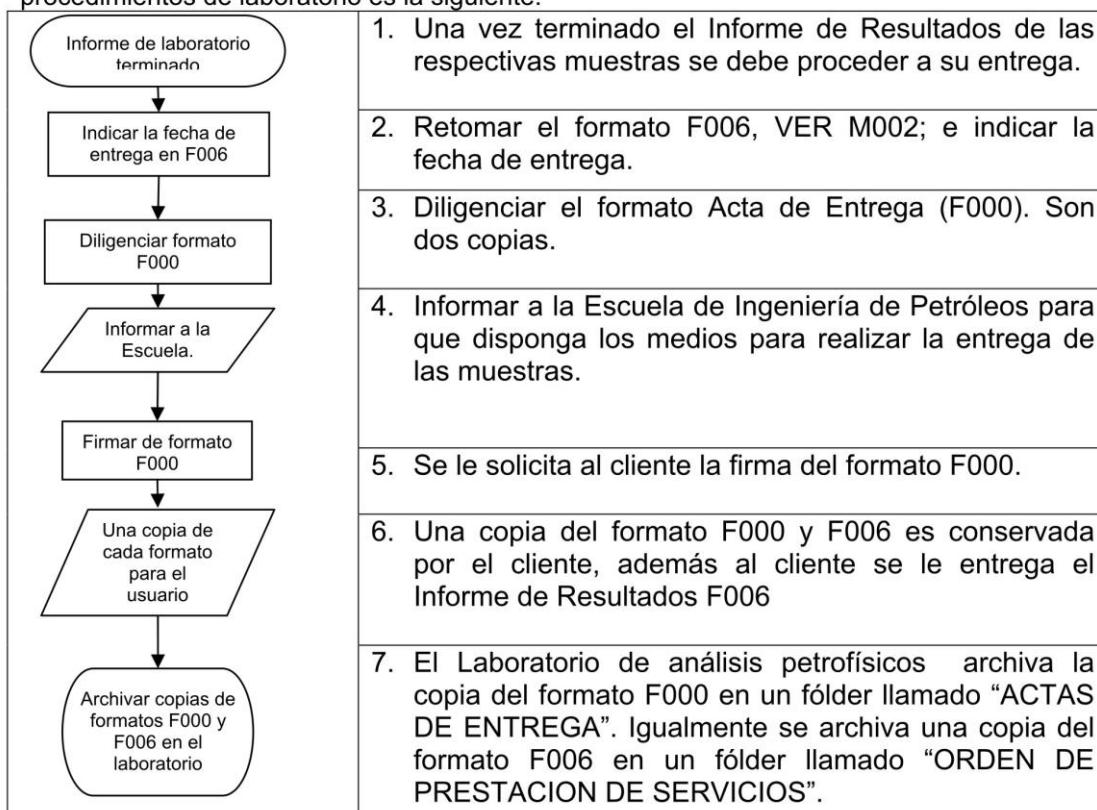 procedimientos de laboratorio es la siguiente:
Informe de laboratorio
terminado
1. Una vez terminado el Informe de Resultados de las
respectivas muestras se debe proceder a su entrega.
Indicar la fecha de
entrega en F006
2. Retomar el formato F006, VER M002; e indicar la
fecha de entrega.
Diligenciar formato
F000
3. Diligenciar el formato Acta de Entrega (F000). Son
dos copias.
Informar a la
Escuela.
4. Informar a la Escuela de Ingeniería de Petróleos para
que disponga los medios para realizar la entrega de
las muestras.
Firmar de formato
F000
5. Se le solicita al cliente la firma del formato F000.
Una copia de
cada formato
para el
usuario
6. Una copia del formato F000 y F006 es conservada
por el cliente, además al cliente se le entrega el
Informe de Resultados F006
Archivar copias de
formatos F000 y
F006 en el
laboratorio
7. El Laboratorio de análisis petrofísicos archiva la
copia del formato F000 en un fólder llamado “ACTAS
DE ENTREGA”. Igualmente se archiva una copia del
formato F006 en un fólder llamado “ORDEN DE
PRESTACION DE SERVICIOS”.